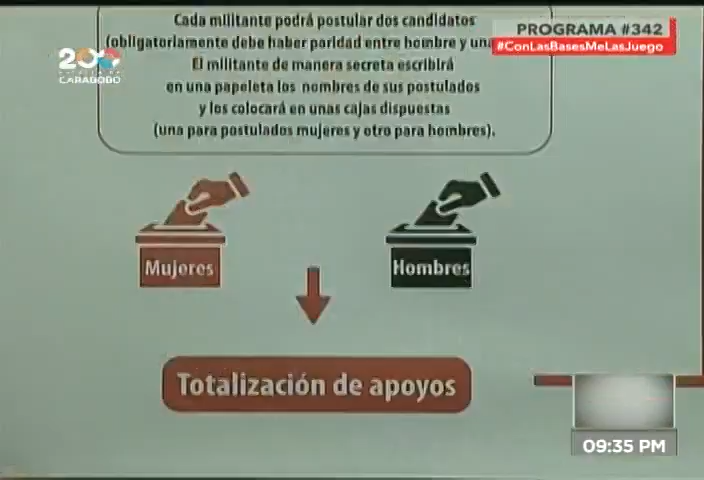 Cada militante podrá postular dos candidatos
(obligatoriamente debe haber paridad entre hombre y una
El militante de manera secreta escribirá
en una papeleta los nombres de sus postulados
y los colocará en unas cajas dispuestas
(una para postulados mujeres y otro para hombres).
PROGRAMA #342
#ConLasBasesMeLasJuego
200
CARABOBO
Mujeres
Hombres
Totalización de apoyos
09:35 PM